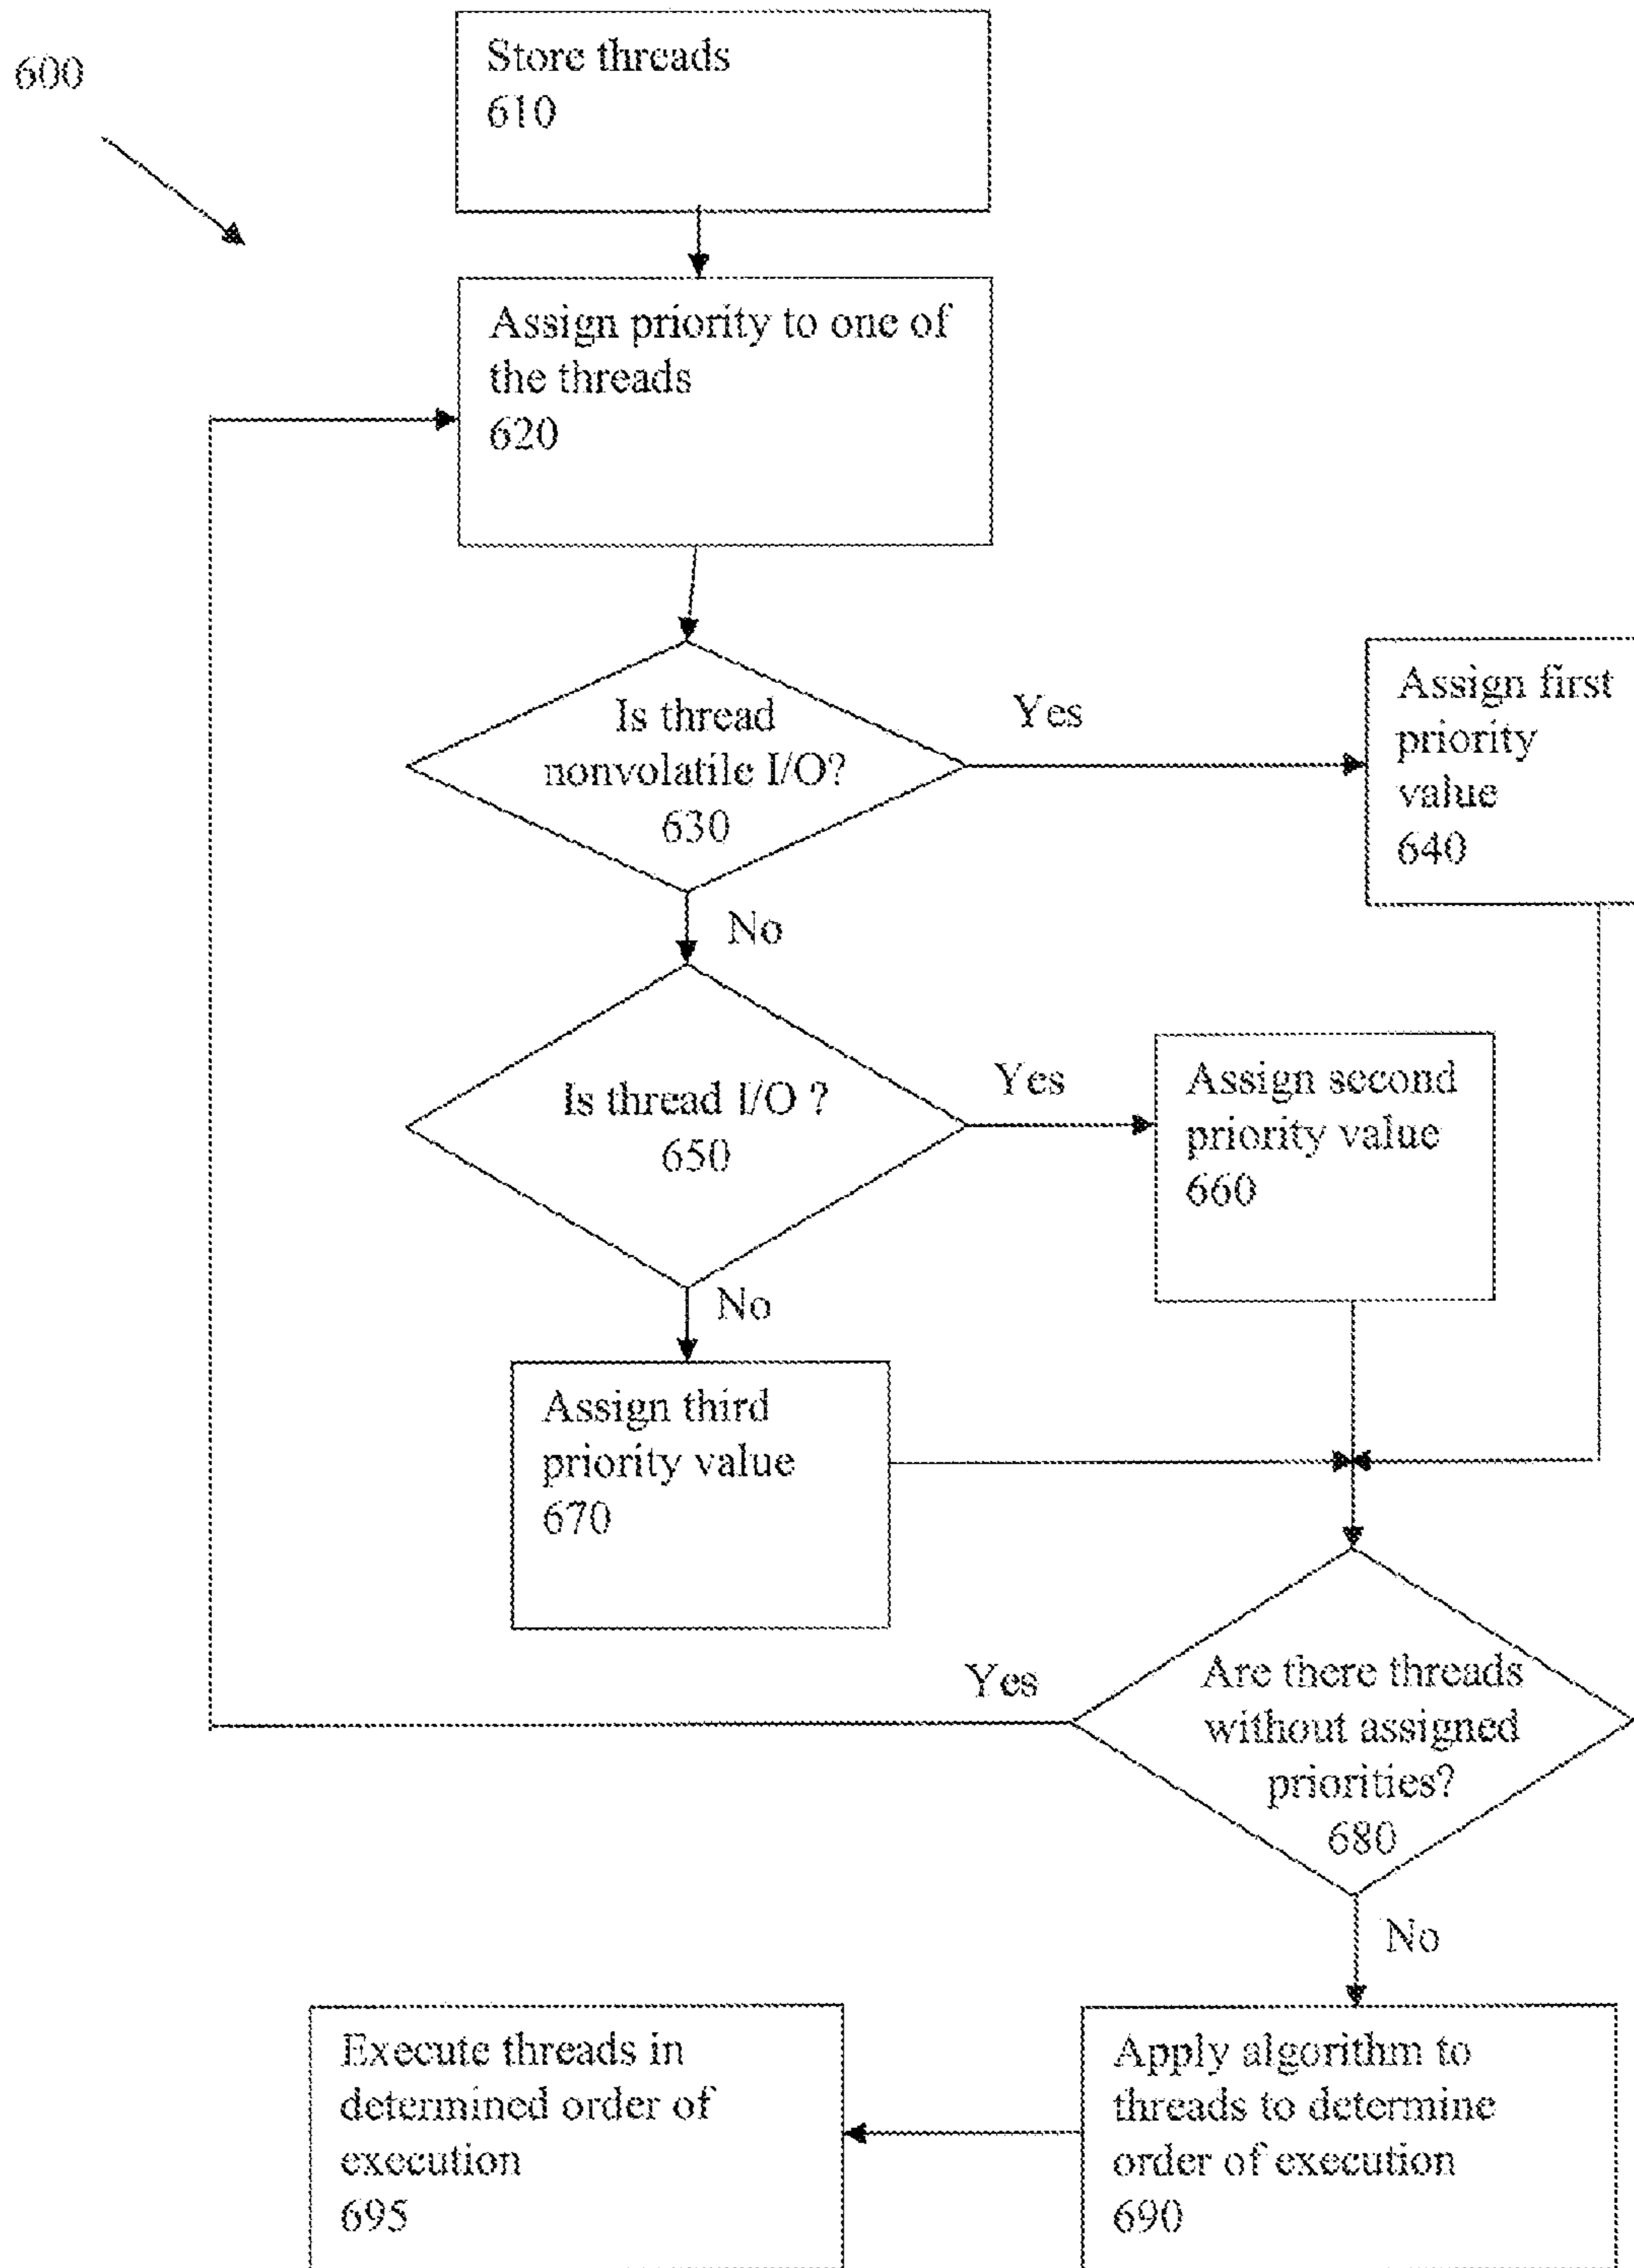 600
Store threads
610
Assign priority to one of
the threads
620
Is thread
nonvolatile I/O?
630
Yes
Assign first
priority
value
640
No
Is thread I/O ?
650
Yes
Assign second
priority value
660
No
Assign third
priority value
670
Yes
Are there threads
without assigned
priorities?
680
No
Execute threads in
determined order of
execution
695
Apply algorithm to
threads to determine
order of execution
690